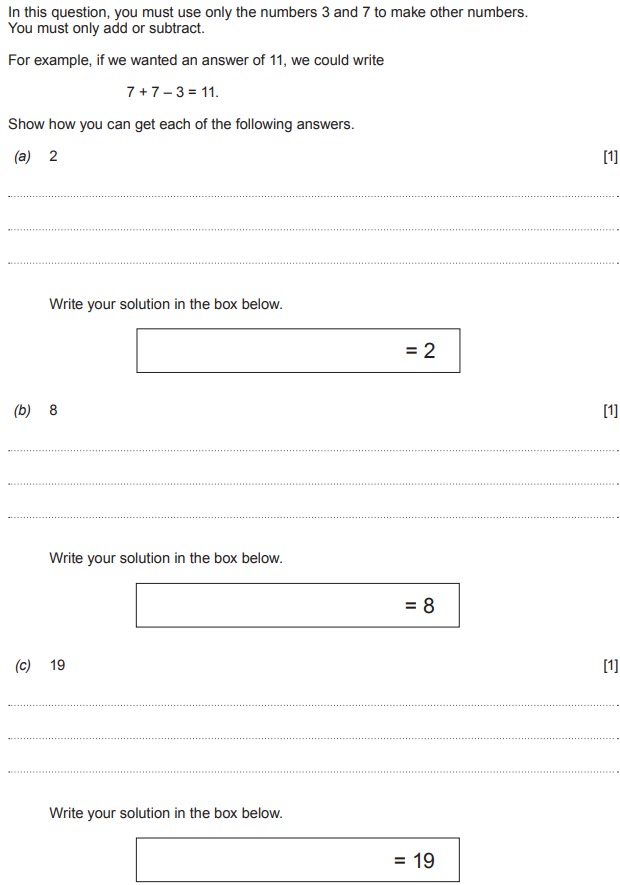 In this question, you must use only the numbers 3 and 7 to make other numbers.
You must only add or subtract.
For example, if we wanted an answer of 11, we could write
7 + 7 – 3 = 11.
Show how you can get each of the following answers.
(a) 2 [1]
Write your solution in the box below.
= 2
(b) 8 [1]
Write your solution in the box below.
= 8
(c) 19 [1]
Write your solution in the box below.
= 19